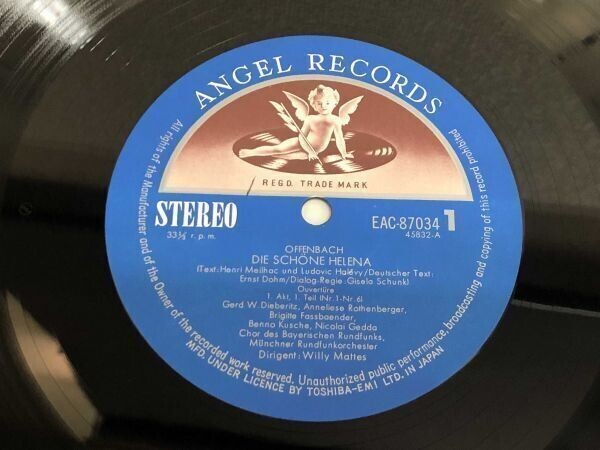 ANGEL RECORDS
REGD. TRADE MARK
STEREO
33⅓ r. p. m.
EAC-87034 1
45832-A
OFFENBACH
DIE SCHÖNE HELENA
(Text: Henri Meilhac und Ludovic Halévy/Deutscher Text:
Ernst Dohm/Dialog-Regie: Gisela Schunk)
Ouvertüre
1. Akt, 1. Teil (Nr. 1-Nr. 6)
Gerd W. Dieberitz, Anneliese Rothenberger,
Brigitte Fassbaender,
Benno Kusche, Nicolai Gedda
Chor des Bayerischen Rundfunks,
Münchner Rundfunkorchester
Dirigent: Willy Mattes
All rights of the Manufacturer and of the Owner of the recorded work reserved. Unauthorized public performance, broadcasting and copying of this record prohibited
MFD. UNDER LICENCE BY TOSHIBA-EMI LTD. IN JAPAN